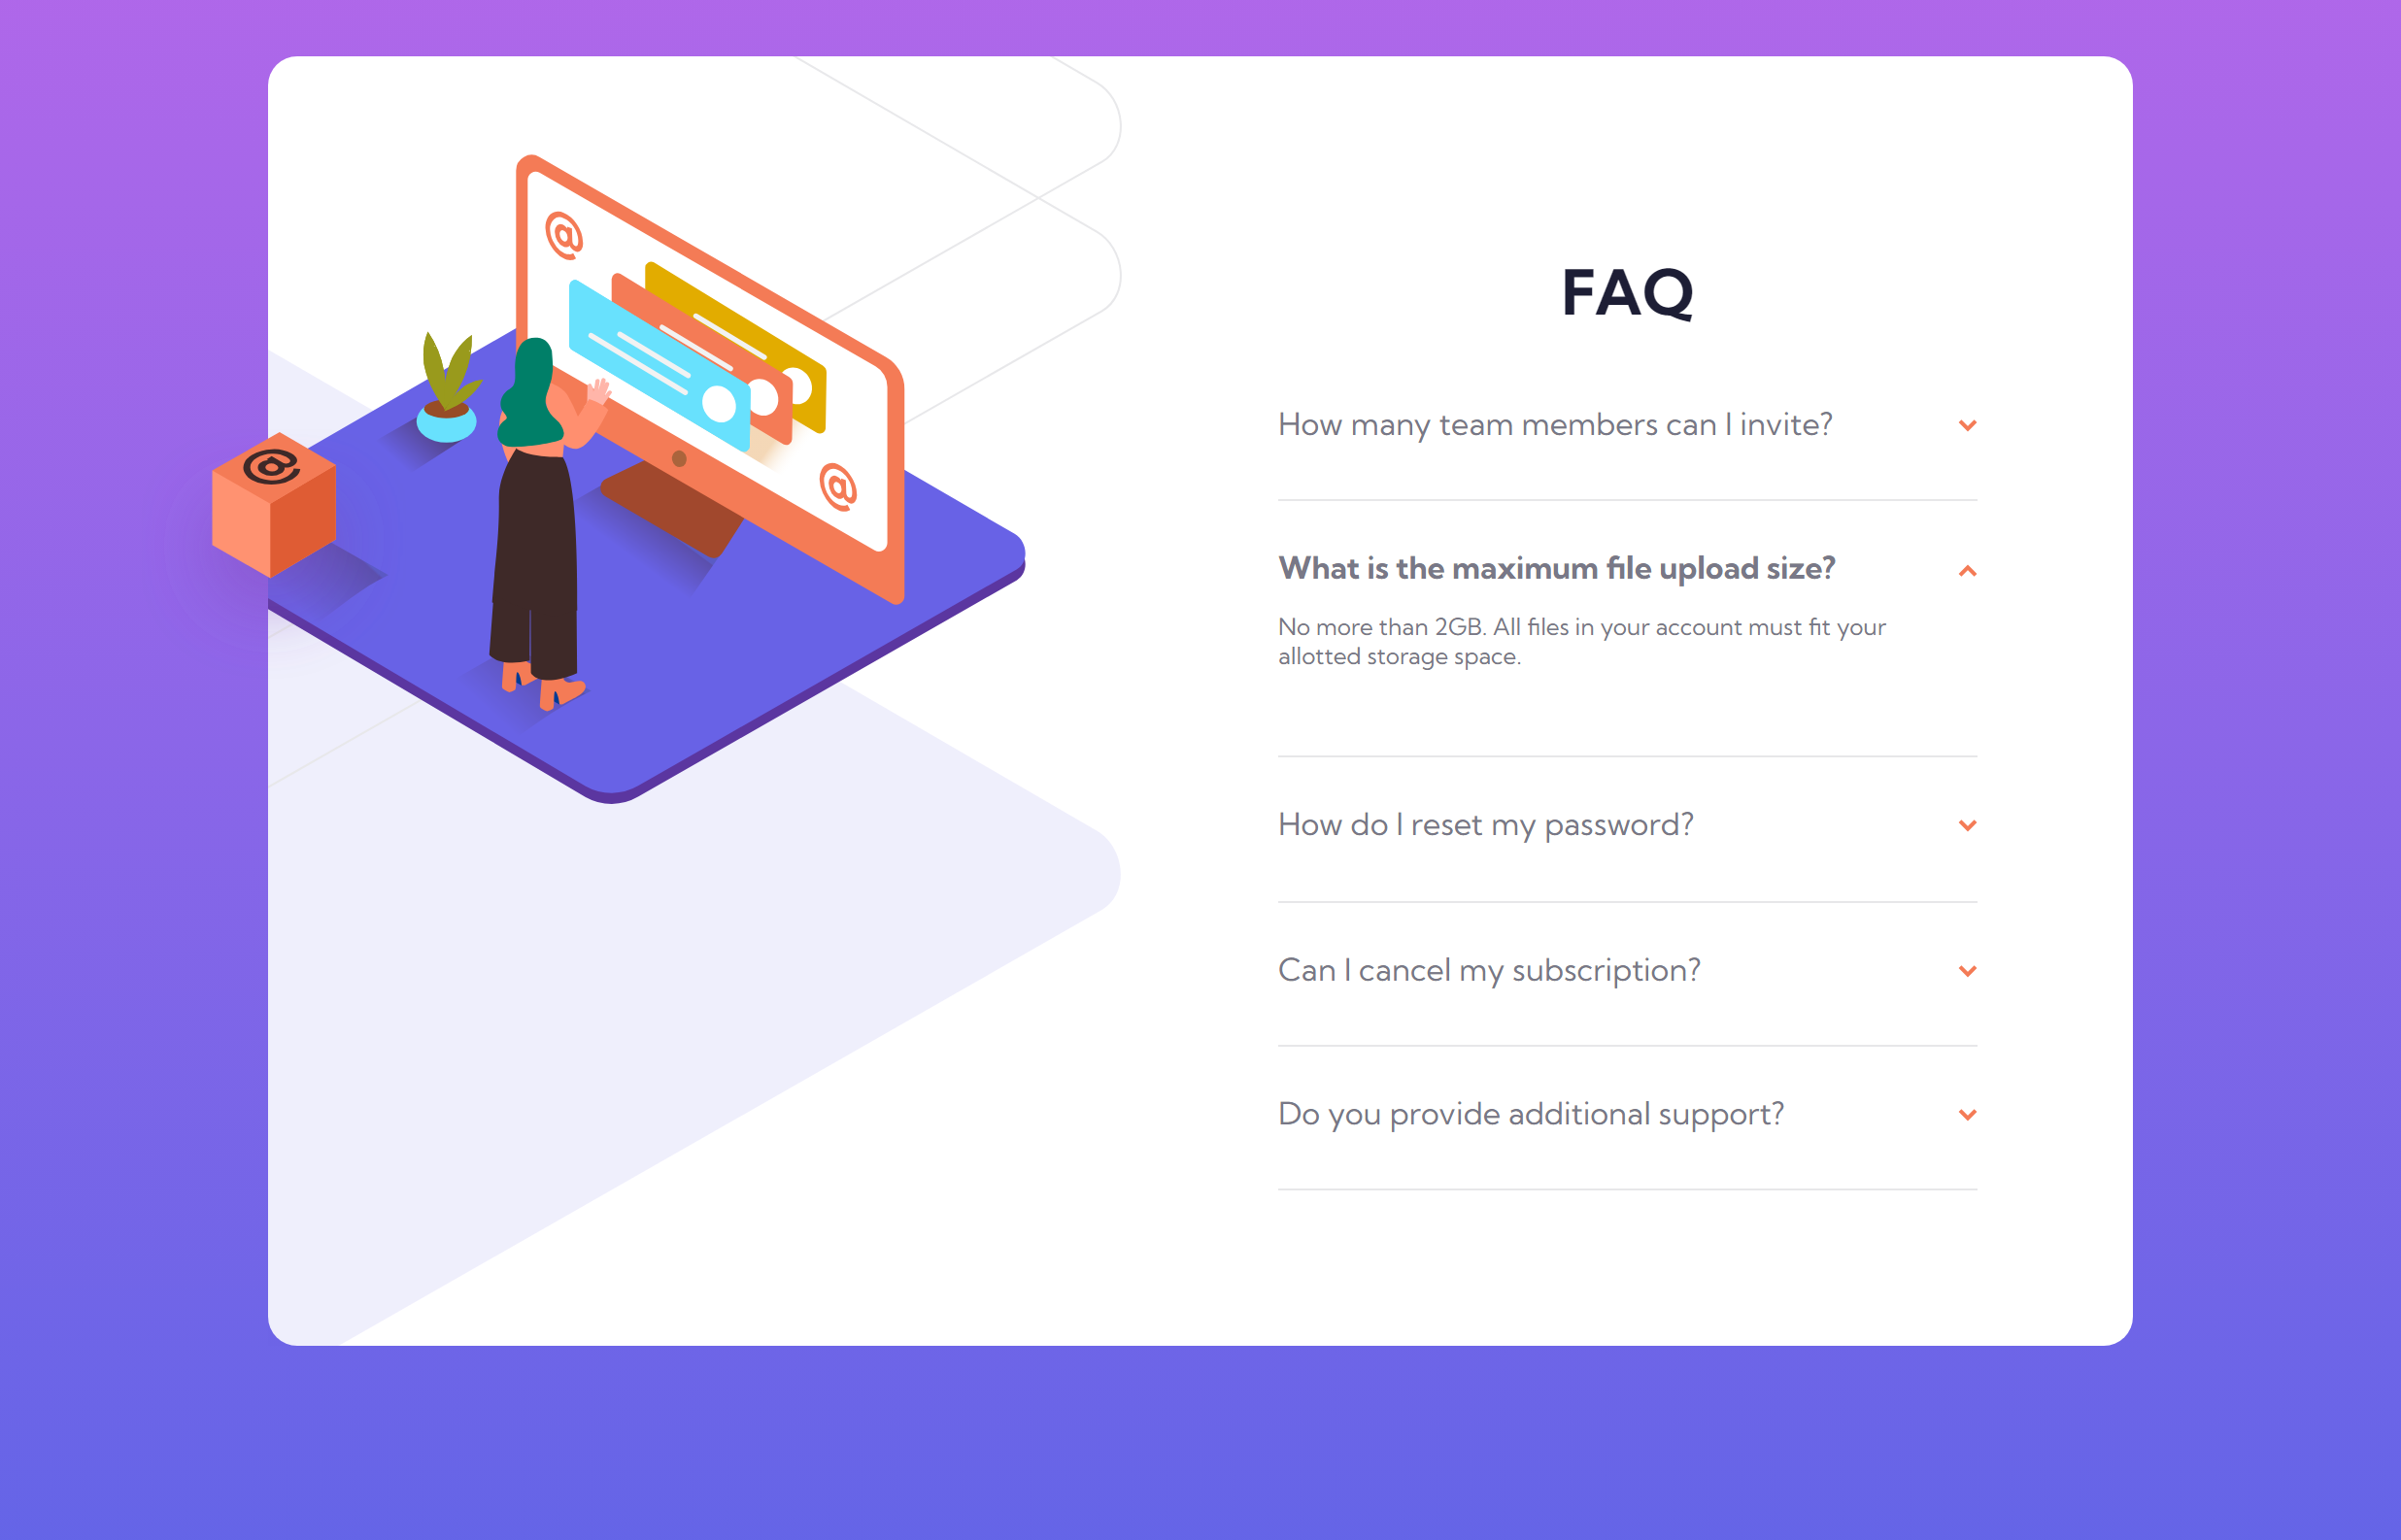 @
@
@
FAQ
How many team members can I invite?
What is the maximum file upload size?
No more than 2GB. All files in your account must fit your
allotted storage space.
How do I reset my password?
Can I cancel my subscription?
Do you provide additional support?